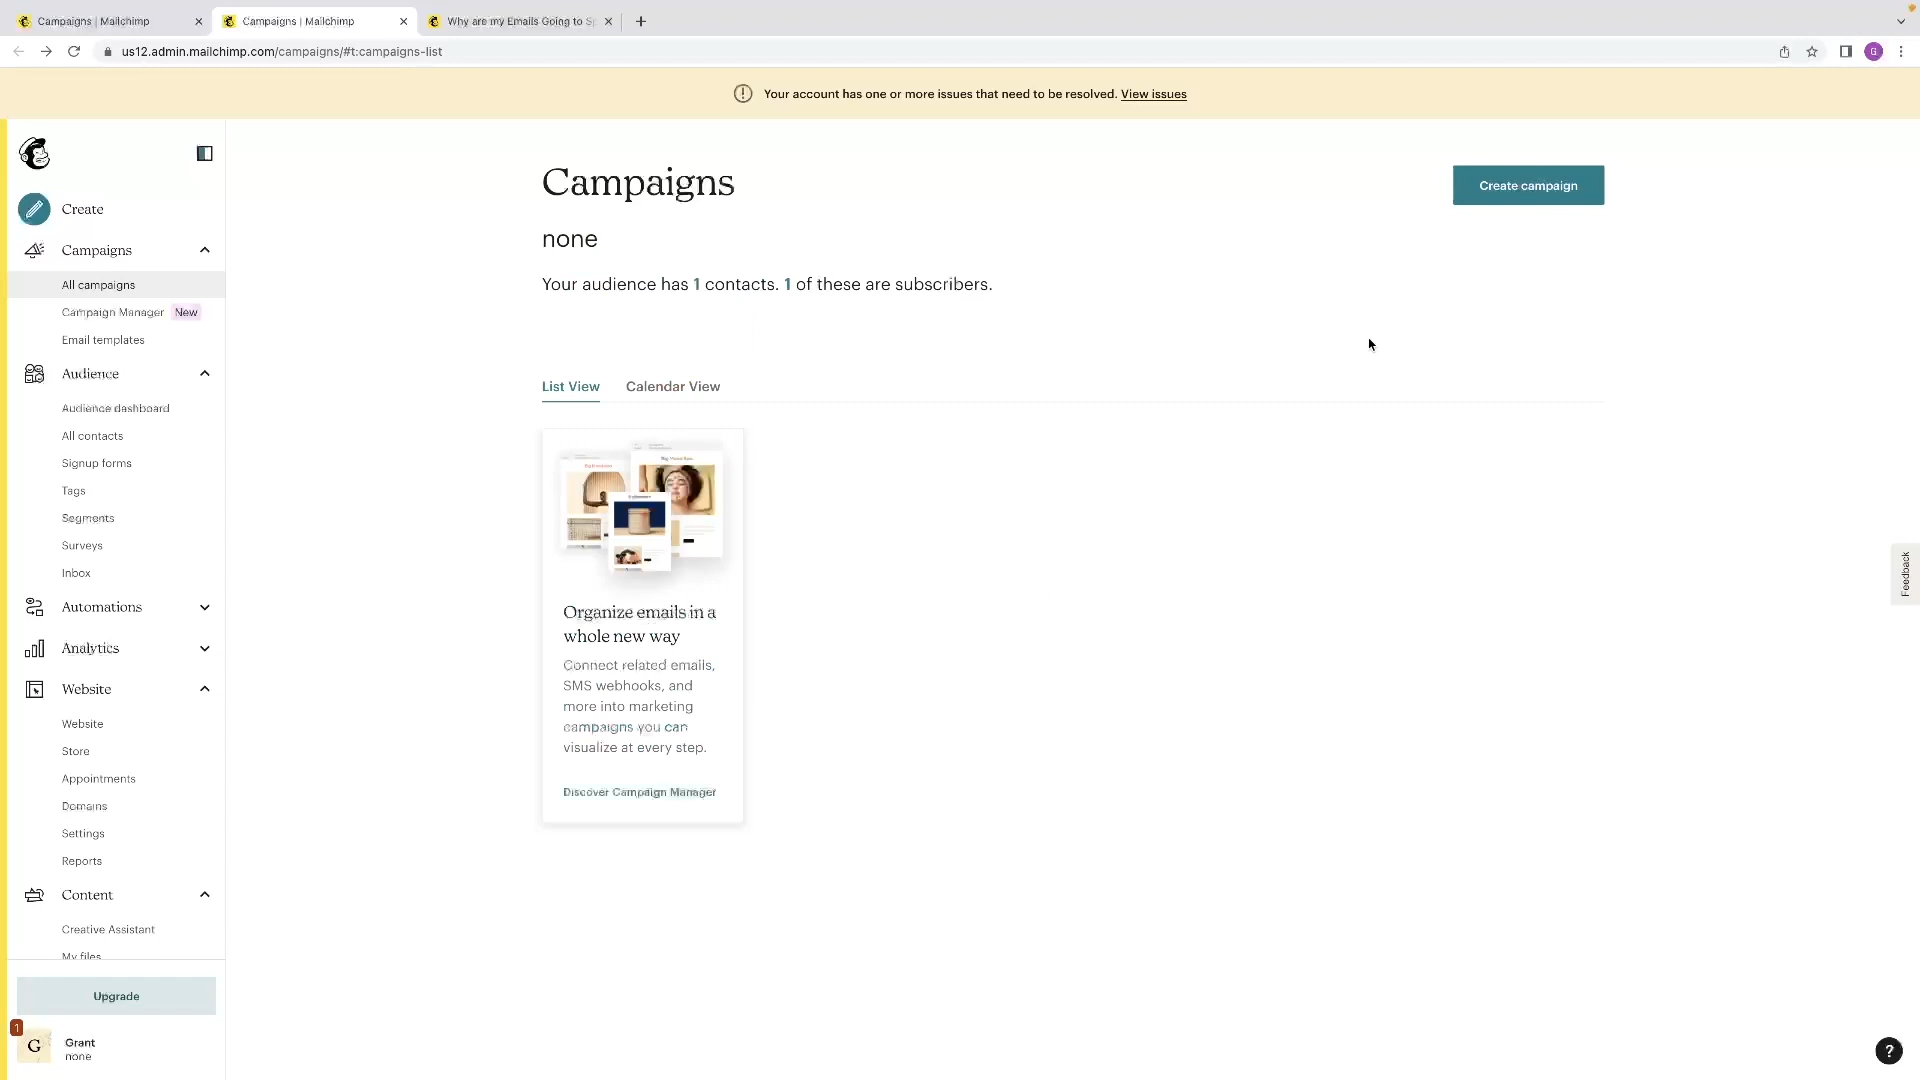 Campaigns | Mailchimp
Campaigns | Mailchimp
Why are my Emails Going to Sp
us12.admin.mailchimp.com/campaigns/#t:campaigns-list
G
Your account has one or more issues that need to be resolved. View issues
Create
Campaigns
All campaigns
Campaign Manager New
Email templates
Audience
Audience dashboard
All contacts
Signup forms
Tags
Segments
Surveys
Inbox
Automations
Analytics
Website
Website
Store
Appointments
Domains
Settings
Reports
Content
Creative Assistant
My files
Upgrade
1
G
Grant
none
Campaigns
Create campaign
none
Your audience has 1 contacts. 1 of these are subscribers.
List View
Calendar View
Organize emails in a
whole new way
Connect related emails,
SMS webhooks, and
more into marketing
campaigns you can
visualize at every step.
Discover Campaign Manager
Feedback
?